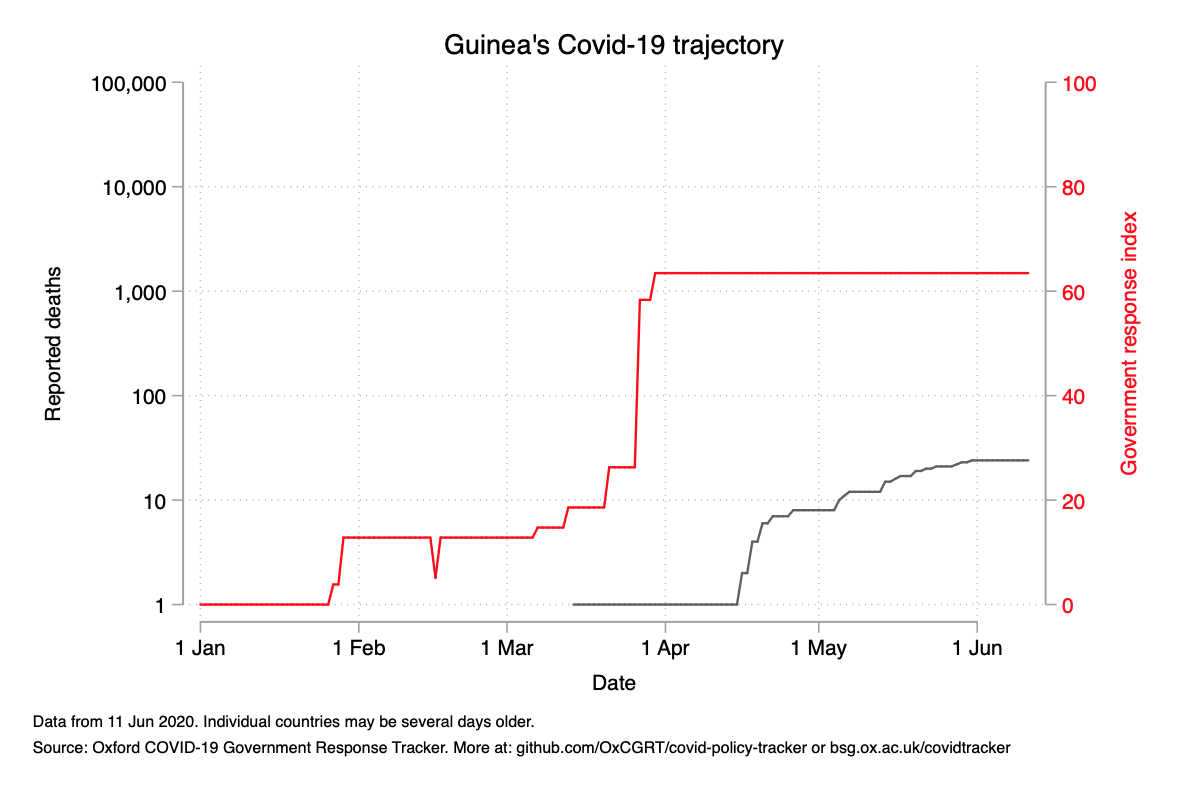 Guinea's Covid-19 trajectory
100,000
10,000
1,000
100
10
1
Reported deaths
100
80
60
40
20
0
Government response index
1 Jan 1 Feb 1 Mar 1 Apr 1 May 1 Jun
Date
Data from 11 Jun 2020. Individual countries may be several days older.
Source: Oxford COVID-19 Government Response Tracker. More at: github.com/OxCGRT/covid-policy-tracker or bsg.ox.ac.uk/covidtracker